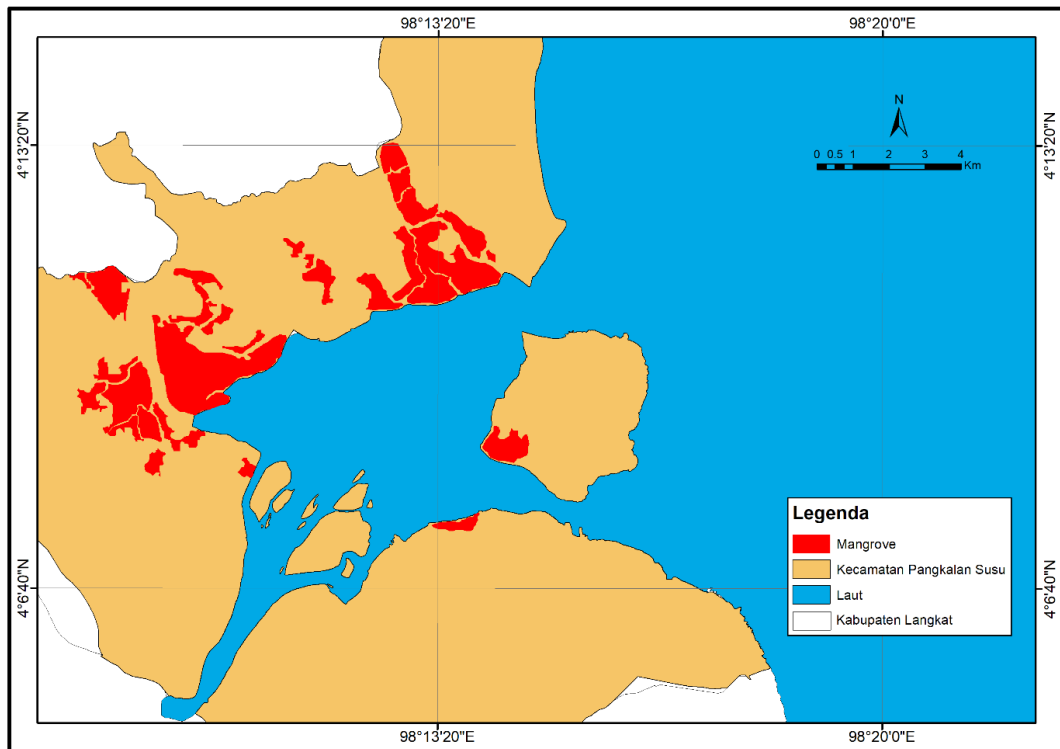 98°13'20"E
98°20'0"E
4°13'20"N
4°13'20"N
N
0 0.5 1 2 3 4
Km
Legenda
Mangrove
Kecamatan Pangkalan Susu
Laut
Kabupaten Langkat
4°6'40"N
4°6'40"N
98°13'20"E
98°20'0"E